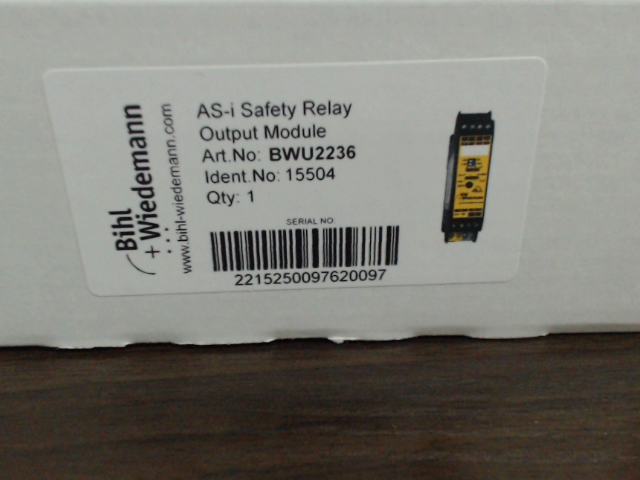 Bihl
+ Wiedemann
www.bihl-wiedemann.com
AS-i Safety Relay
Output Module
Art.No: BWU2236
Ident.No: 15504
Qty: 1
SERIAL NO
2215250097620097